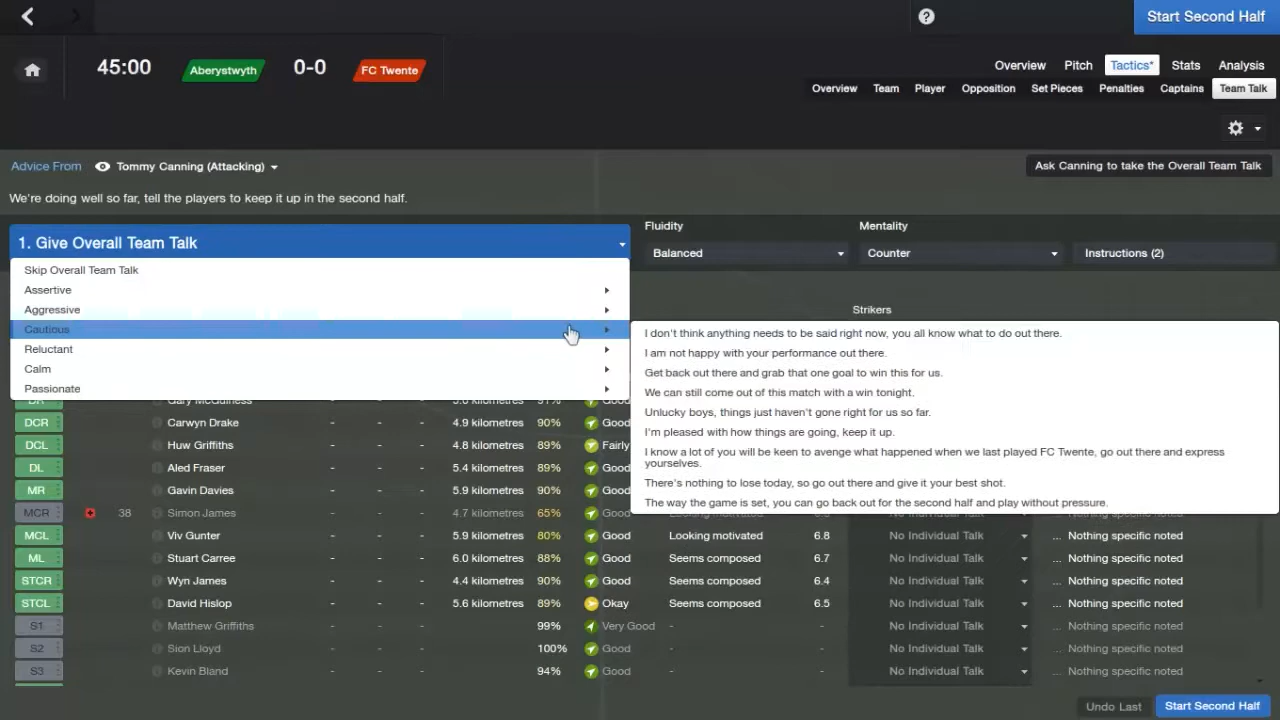 Start Second Half
45:00
Aberystwyth
0-0
FC Twente
Overview Pitch Tactics* Stats Analysis
Overview Team Player Opposition Set Pieces Penalties Captains Team Talk
Advice From Tommy Canning (Attacking)
Ask Canning to take the Overall Team Talk
We're doing well so far, tell the players to keep it up in the second half.
1. Give Overall Team Talk
Fluidity
Mentality
Balanced
Counter
Instructions (2)
Skip Overall Team Talk
Assertive
Aggressive
Cautious
Reluctant
Calm
Passionate
Strikers
I don't think anything needs to be said right now, you all know what to do out there.
I am not happy with your performance out there.
Get back out there and grab that one goal to win this for us.
We can still come out of this match with a win tonight.
Unlucky boys, things just haven't gone right for us so far.
I'm pleased with how things are going, keep it up.
I know a lot of you will be keen to avenge what happened when we last played FC Twente, go out there and express
yourselves.
There's nothing to lose today, so go out there and give it your best shot.
The way the game is set, you can go back out for the second half and play without pressure.
DR Gary McGuiness 91% Good
DCR Carwyn Drake - - - 4.9 kilometres 90% Good
DCL Huw Griffiths - - - 4.8 kilometres 89% Fairly
DL Aled Fraser - - - 5.4 kilometres 89% Good
MR Gavin Davies - - - 5.9 kilometres 90% Good
MCR 38 Simon James - - - 4.7 kilometres 65% Good
MCL Viv Gunter - - - 5.9 kilometres 80% Good Looking motivated 6.8 No Individual Talk ... Nothing specific noted
ML Stuart Carree - - - 6.0 kilometres 88% Good Seems composed 6.7 No Individual Talk ... Nothing specific noted
STCR Wyn James - - - 4.4 kilometres 90% Good Seems composed 6.4 No Individual Talk ... Nothing specific noted
STCL David Hislop - - - 5.6 kilometres 89% Okay Seems composed 6.5 No Individual Talk ... Nothing specific noted
S1 Matthew Griffiths - - - 99% Very Good - - No Individual Talk ... Nothing specific noted
S2 Sion Lloyd - - - 100% Good - - No Individual Talk ... Nothing specific noted
S3 Kevin Bland - - - 94% Good - - No Individual Talk ... Nothing specific noted
Undo Last
Start Second Half